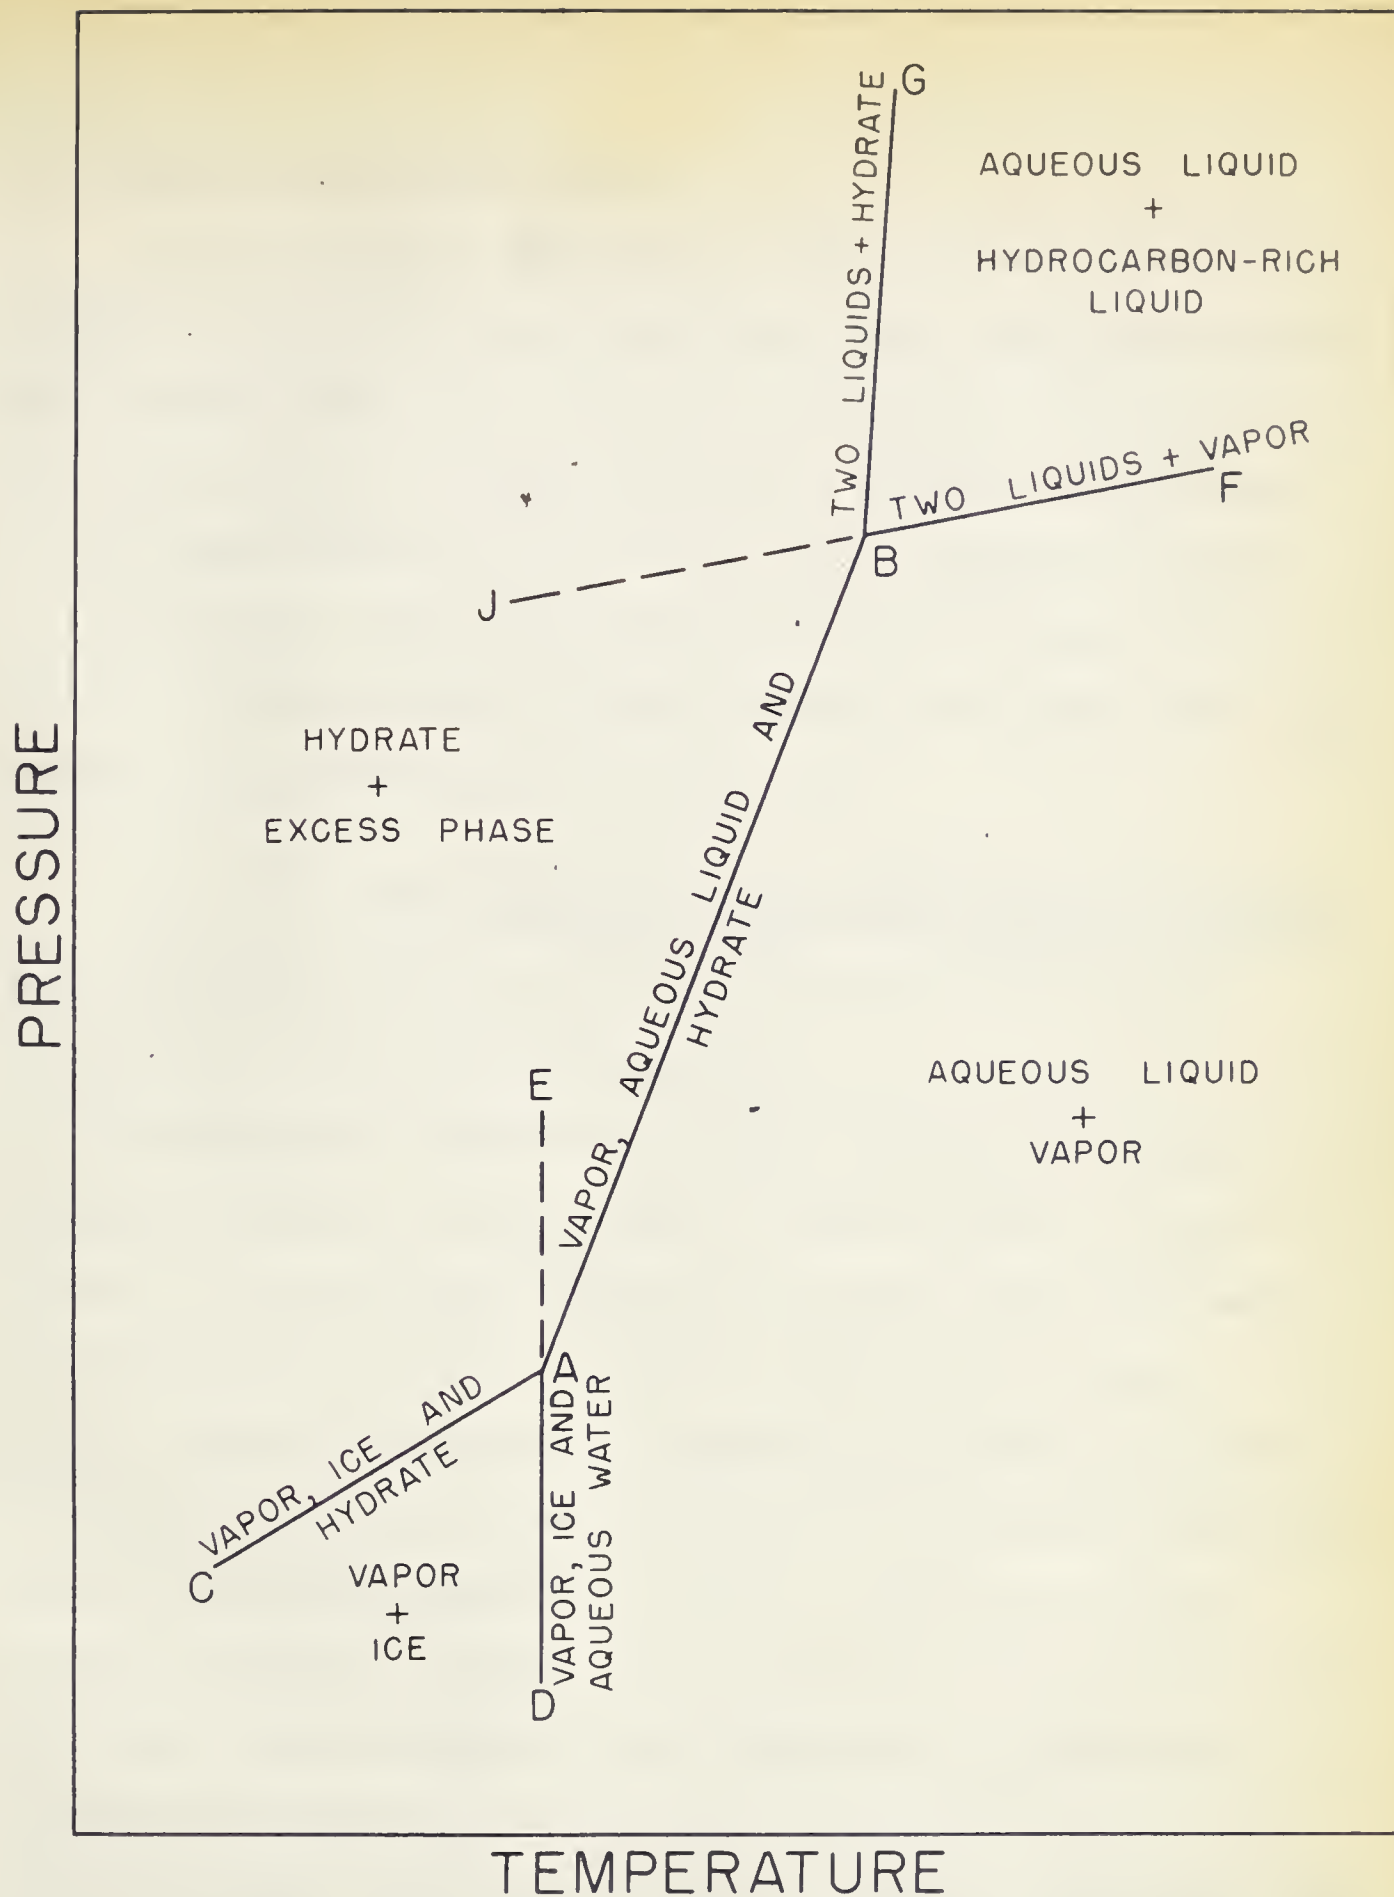 G
TWO LIQUIDS + HYDRATE
AQUEOUS LIQUID
+
HYDROCARBON-RICH
LIQUID
TWO LIQUIDS + VAPOR
F
B
J
HYDRATE
+
EXCESS PHASE
PRESSURE
VAPOR, AQUEOUS LIQUID AND
HYDRATE
E
AQUEOUS LIQUID
+
VAPOR
A
VAPOR, ICE AND
HYDRATE
C
VAPOR
+
ICE
VAPOR, ICE AND
AQUEOUS WATER
D
TEMPERATURE